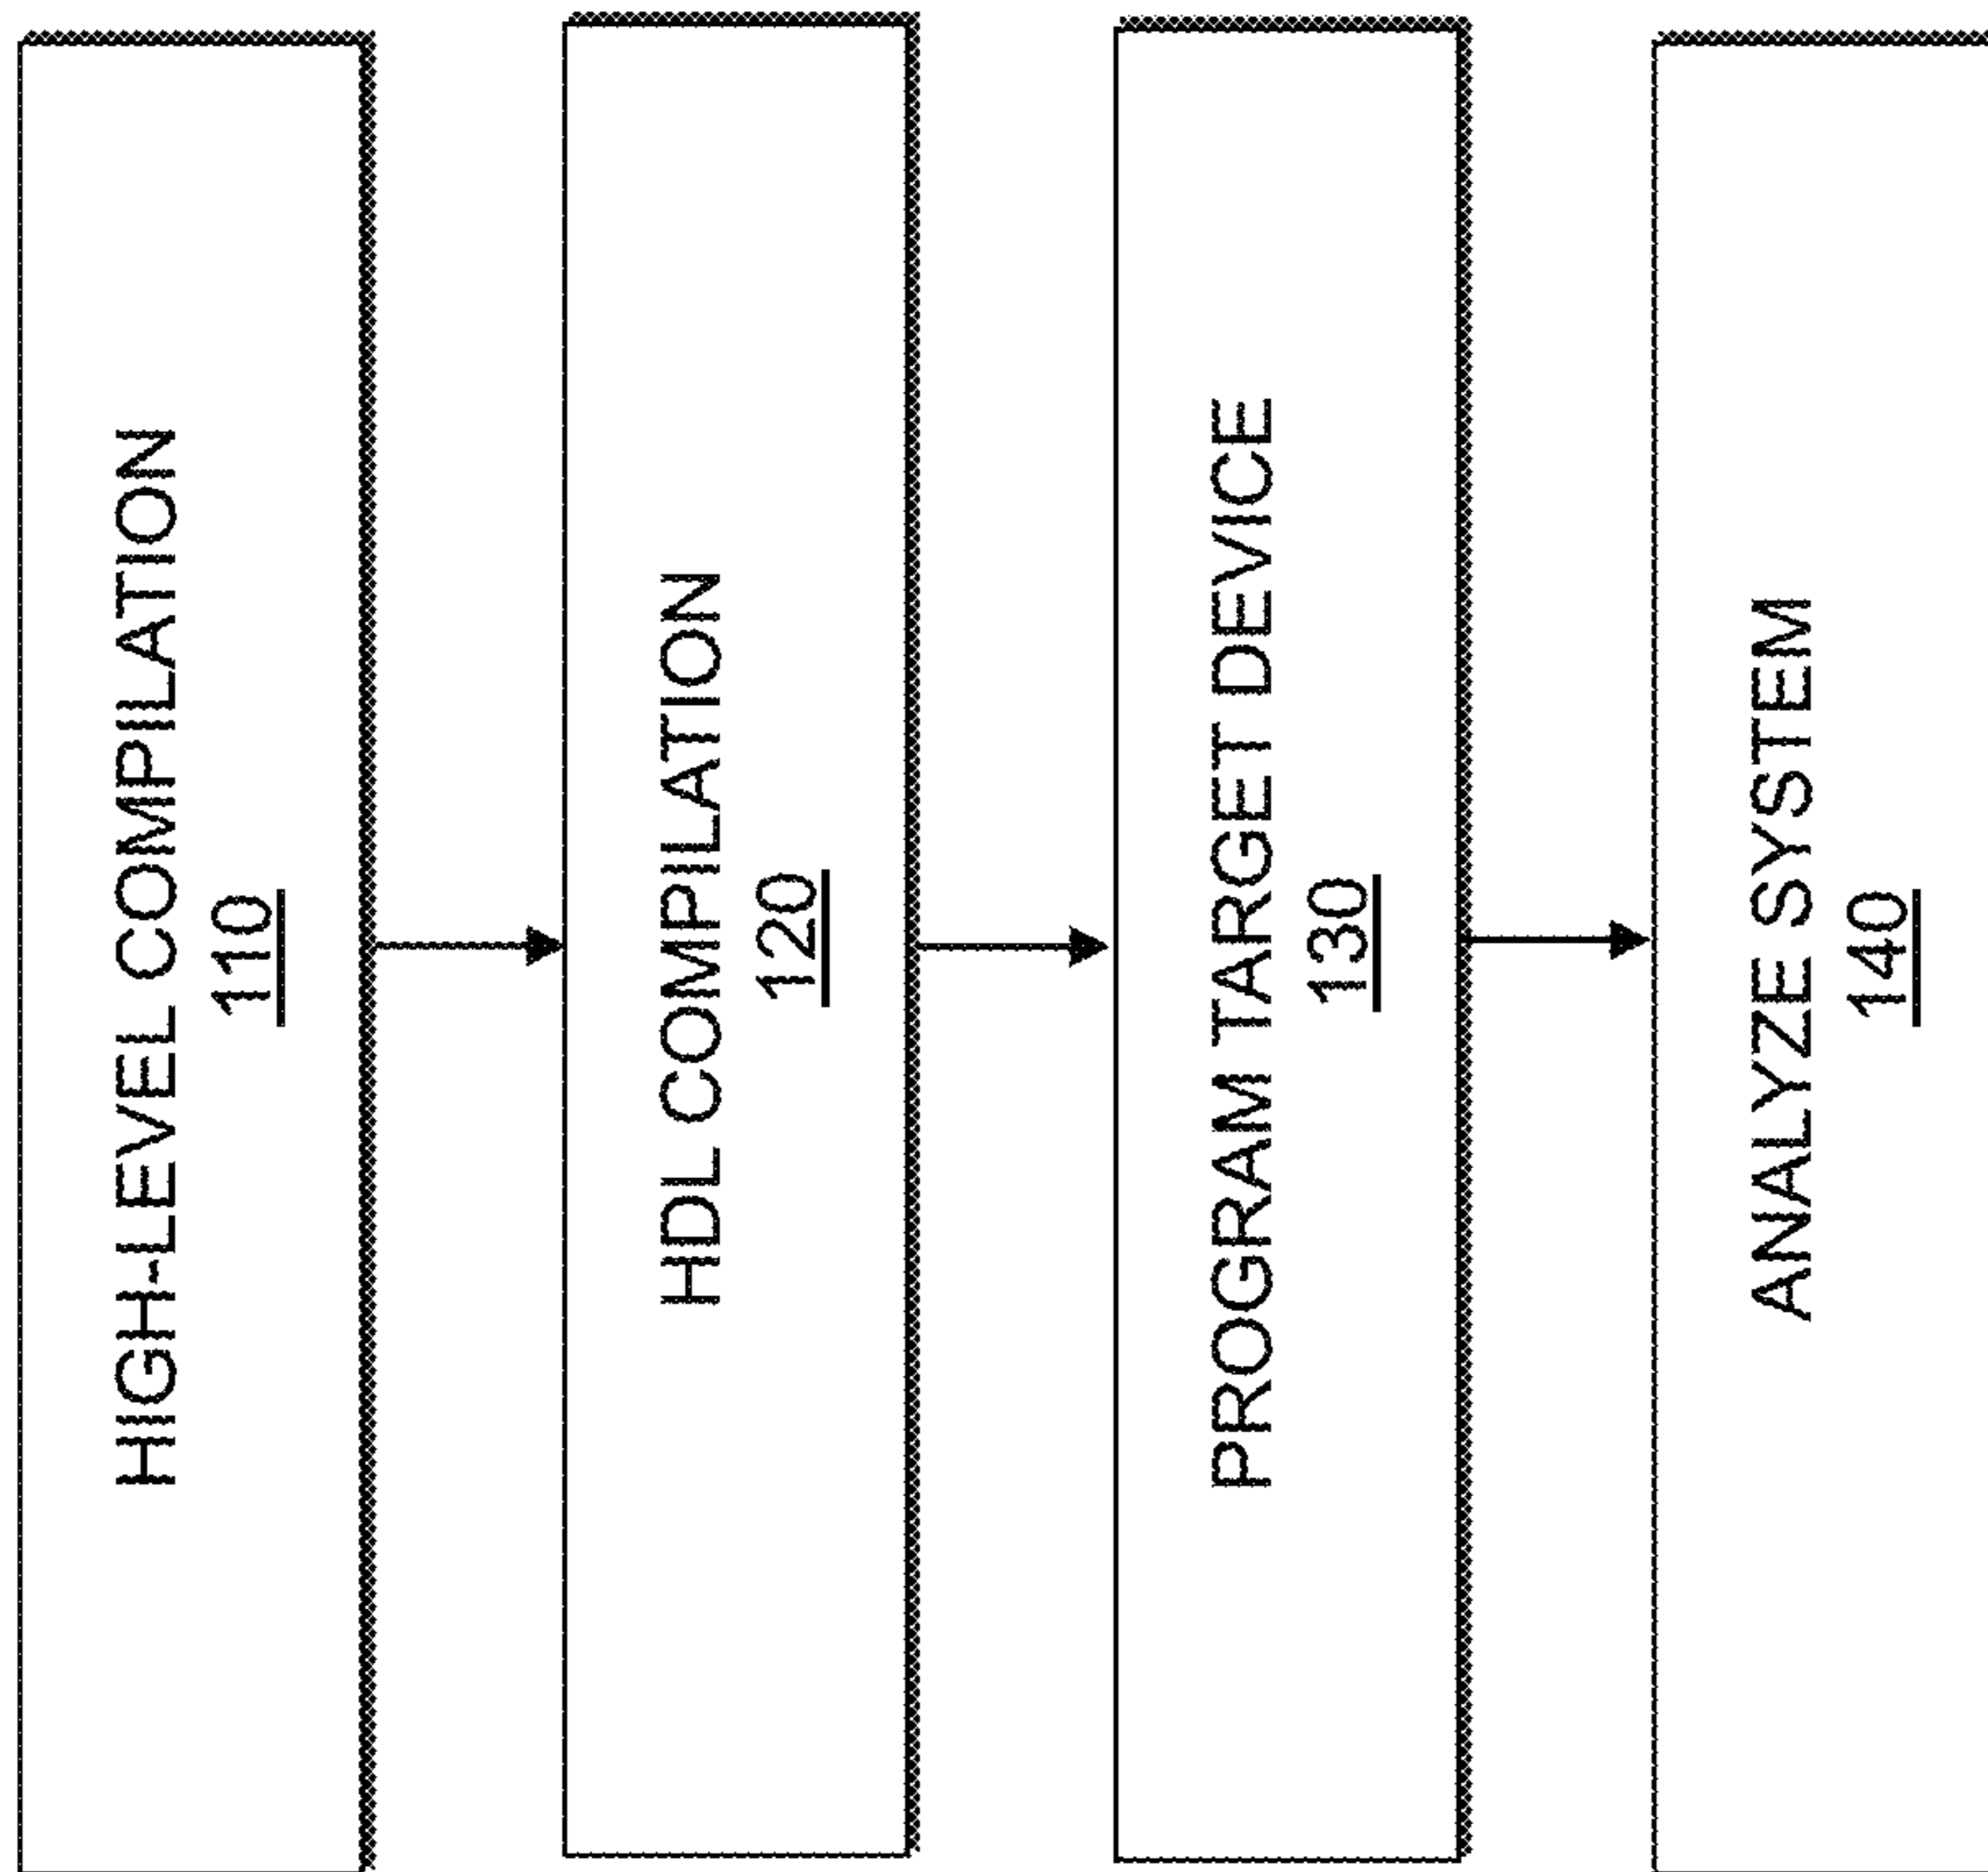 HIGH-LEVEL COMPILATION
110
HDL COMPILATION
120
PROGRAM TARGET DEVICE
130
ANALYZE SYSTEM
140